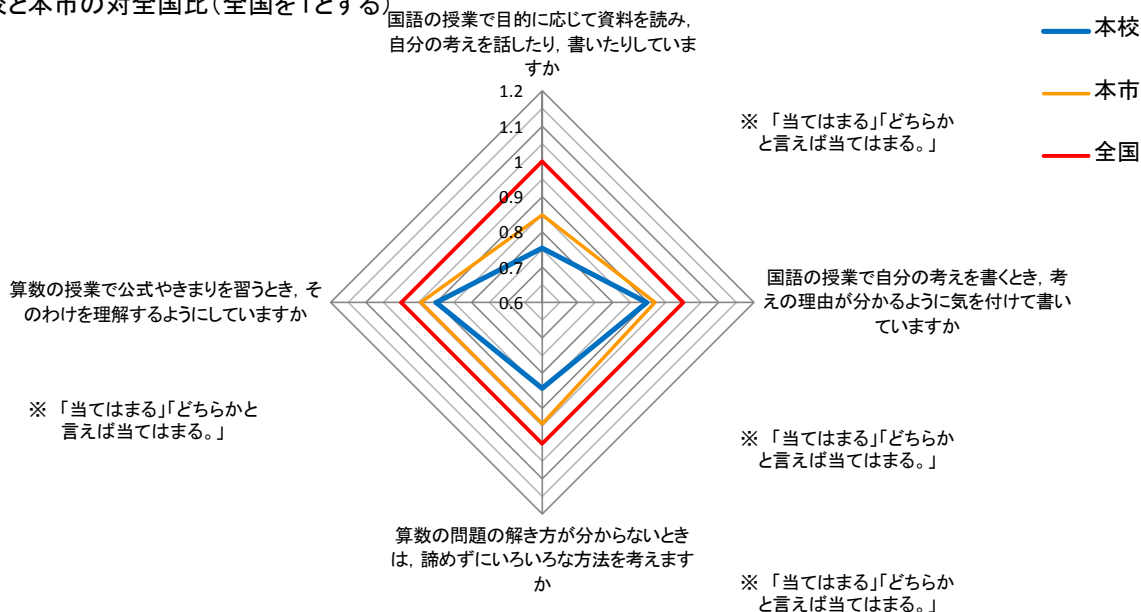 校と本市の対全国比（全国を1とする）
国語の授業で目的に応じて資料を読み，
自分の考えを話したり，書いたりしていま
すか
本校
本市
全国
※ 「当てはまる」「どちらか
と言えば当てはまる。」
1.2
1.1
1
0.9
0.8
0.7
0.6
国語の授業で自分の考えを書くとき，考
えの理由が分かるように気を付けて書い
ていますか
※ 「当てはまる」「どちらか
と言えば当てはまる。」
算数の授業で公式やきまりを習うとき，そ
のわけを理解するようにしていますか
※ 「当てはまる」「どちらかと
言えば当てはまる。」
算数の問題の解き方が分からないとき
は，諦めずにいろいろな方法を考えます
か
※ 「当てはまる」「どちらか
と言えば当てはまる。」